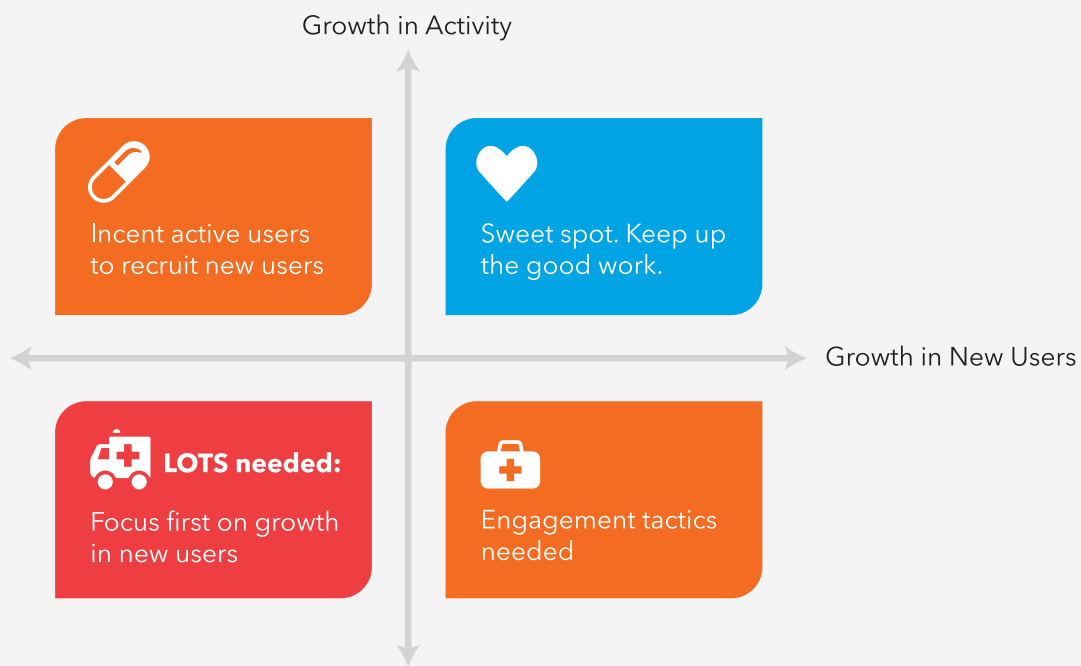 Growth in Activity
Incent active users
to recruit new users
Sweet spot. Keep up
the good work.
Growth in New Users
LOTS needed:
Focus first on growth
in new users
Engagement tactics
needed